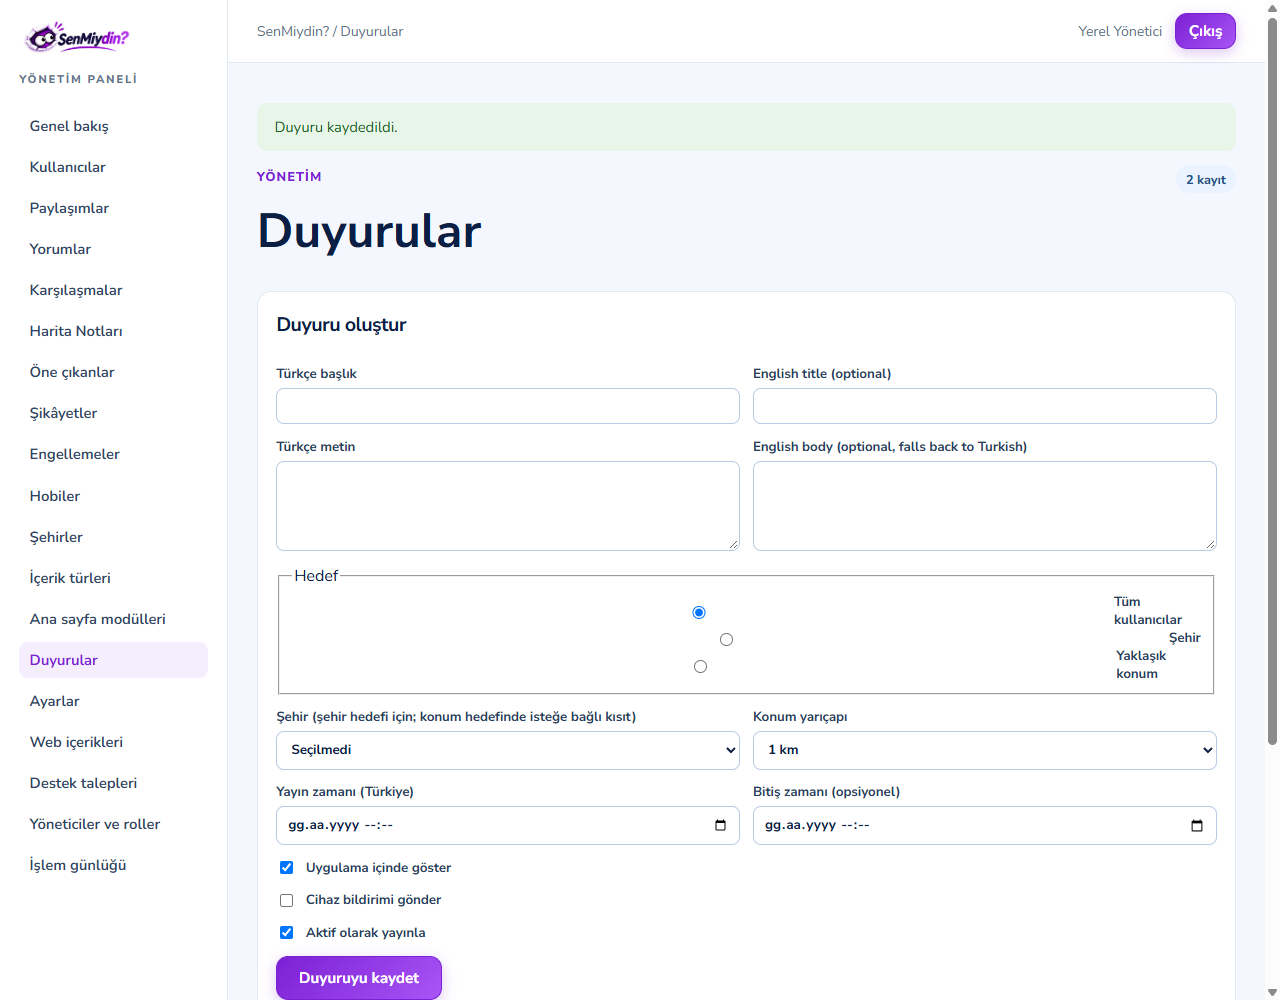 SenMiydin?
YÖNETİM PANELİ
Genel bakış
Kullanıcılar
Paylaşımlar
Yorumlar
Karşılaşmalar
Harita Notları
Öne çıkanlar
Şikâyetler
Engellemeler
Hobiler
Şehirler
İçerik türleri
Ana sayfa modülleri
Duyurular
Ayarlar
Web içerikleri
Destek talepleri
Yöneticiler ve roller
İşlem günlüğü
SenMiydin? / Duyurular
Yerel Yönetici
Çıkış
Duyuru kaydedildi.
YÖNETİM
2 kayıt
Duyurular
Duyuru oluştur
Türkçe başlık
English title (optional)
Türkçe metin
English body (optional, falls back to Turkish)
Hedef
Tüm
kullanıcılar
Şehir
Yaklaşık
konum
Şehir (şehir hedefi için; konum hedefinde isteğe bağlı kısıt)
Konum yarıçapı
Seçilmedi
1 km
Yayın zamanı (Türkiye)
Bitiş zamanı (opsiyonel)
gg.aa.yyyy --:--
gg.aa.yyyy --:--
Uygulama içinde göster
Cihaz bildirimi gönder
Aktif olarak yayınla
Duyuruyu kaydet